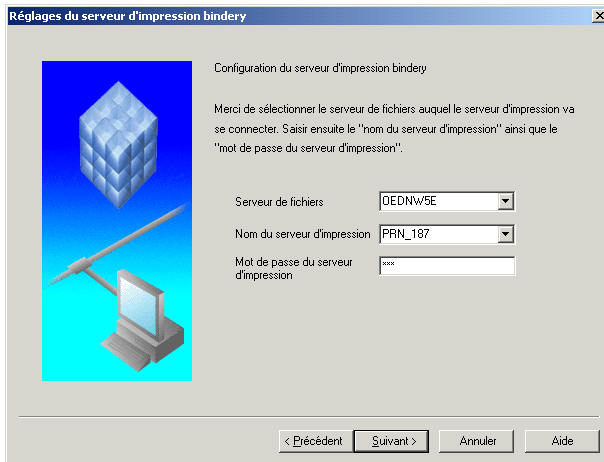 Réglages du serveur d'impression bindery
Configuration du serveur d'impression bindery
Merci de sélectionner le serveur de fichiers auquel le serveur d'impression va
se connecter. Saisir ensuite le "nom du serveur d'impression" ainsi que le
"mot de passe du serveur d'impression".
Serveur de fichiers OEDNW5E
Nom du serveur d'impression PRN_187
Mot de passe du serveur
d'impression ***
< Précédent Suivant > Annuler Aide